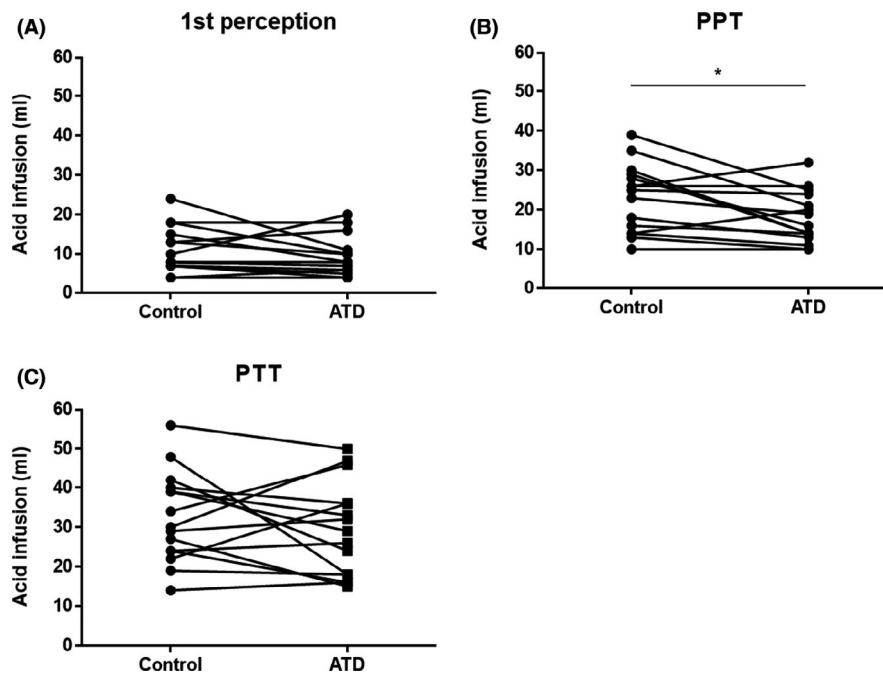 (A)
1st perception
Acid infusion (ml)
60
50
40
30
20
10
0
Control
ATD
(B)
PPT
Acid infusion (ml)
60
50
40
30
20
10
0
*
Control
ATD
(C)
PTT
Acid infusion (ml)
60
50
40
30
20
10
0
Control
ATD